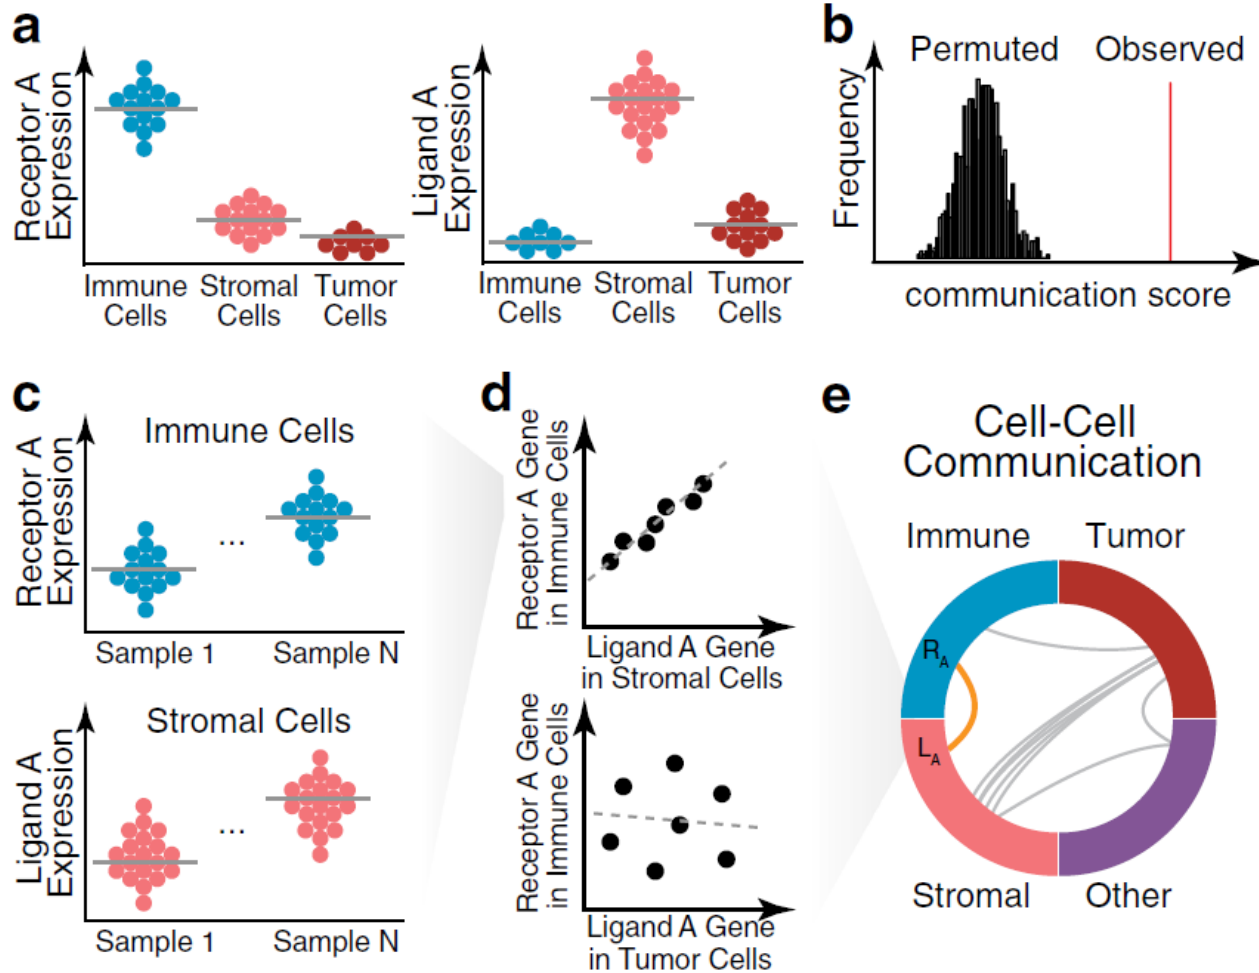 a
Receptor A
Expression
Immune
Cells
Stromal
Cells
Tumor
Cells
Ligand A
Expression
Immune
Cells
Stromal
Cells
Tumor
Cells
b
Permuted
Observed
Frequency
communication score
c
Immune Cells
Receptor A
Expression
...
Sample 1
Sample N
Stromal Cells
Ligand A
Expression
...
Sample 1
Sample N
d
Receptor A Gene
in Immune Cells
Ligand A Gene
in Stromal Cells
Receptor A Gene
in Immune Cells
Ligand A Gene
in Tumor Cells
e
Cell-Cell
Communication
Immune
Tumor
RA
LA
Stromal
Other